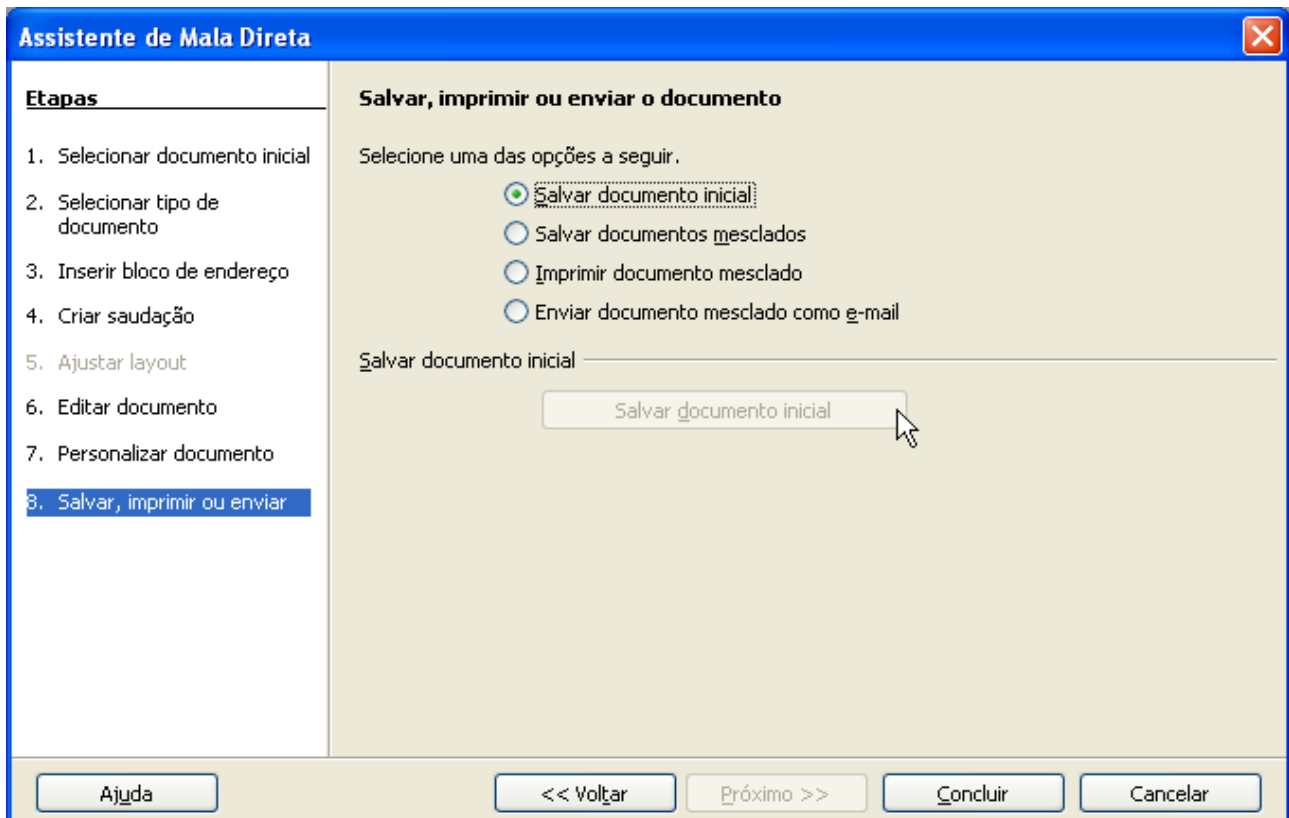 Assistente de Mala Direta
Etapas
1. Selecionar documento inicial
2. Selecionar tipo de
documento
3. Inserir bloco de endereço
4. Criar saudação
5. Ajustar layout
6. Editar documento
7. Personalizar documento
8. Salvar, imprimir ou enviar
Salvar, imprimir ou enviar o documento
Selecione uma das opções a seguir.
Salvar documento inicial
Salvar documentos mesclados
Imprimir documento mesclado
Enviar documento mesclado como e-mail
Salvar documento inicial
Salvar documento inicial
Ajuda
<< Voltar
Próximo >>
Concluir
Cancelar